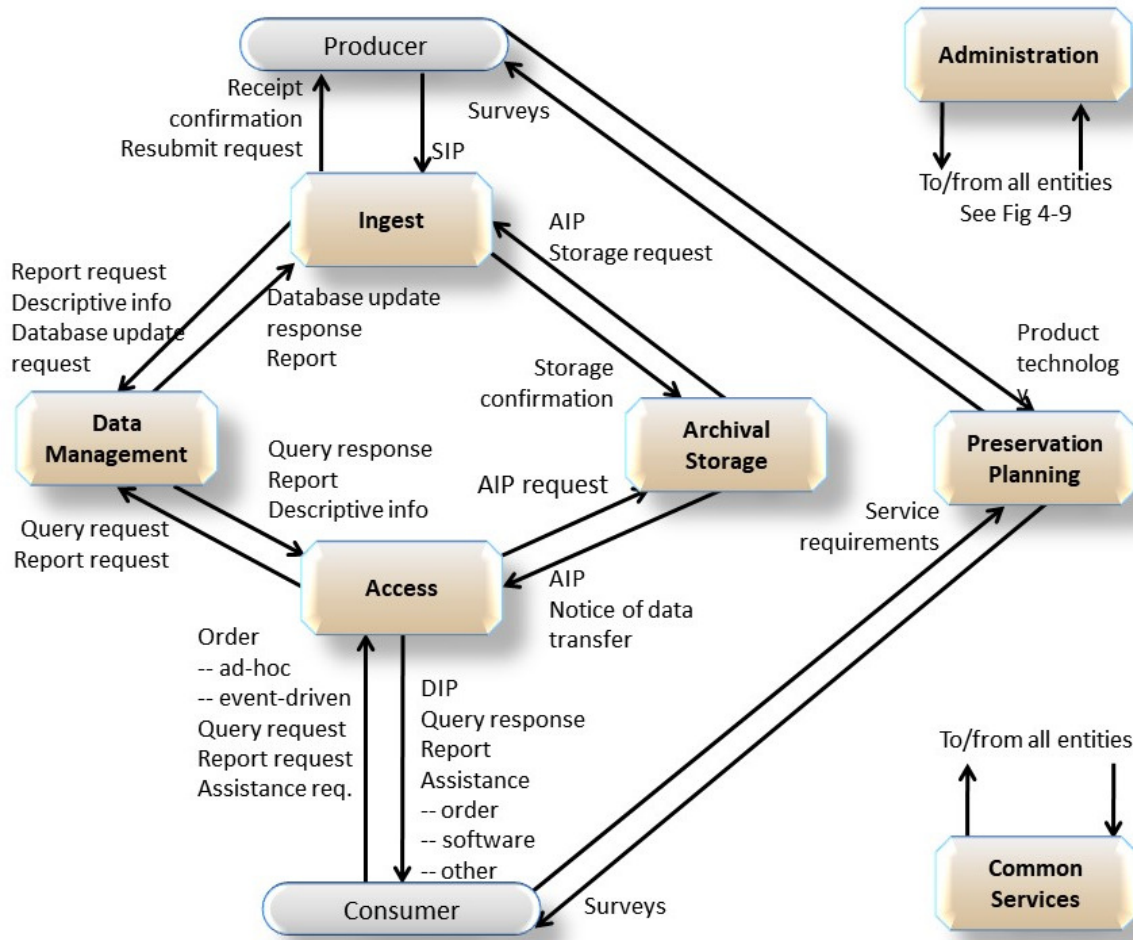 Producer
Administration
Receipt
confirmation
Resubmit request
Surveys
SIP
To/from all entities
See Fig 4-9
Ingest
AIP
Storage request
Report request
Descriptive info
Database update
request
Database update
response
Report
Product
technolog
y
Storage
confirmation
Data
Management
Archival
Storage
Preservation
Planning
Query response
Report
Descriptive info
AIP request
Service
requirements
Query request
Report request
Access
AIP
Notice of data
transfer
Order
-- ad-hoc
-- event-driven
Query request
Report request
Assistance req.
DIP
Query response
Report
Assistance
-- order
-- software
-- other
To/from all entities
Common
Services
Consumer
Surveys